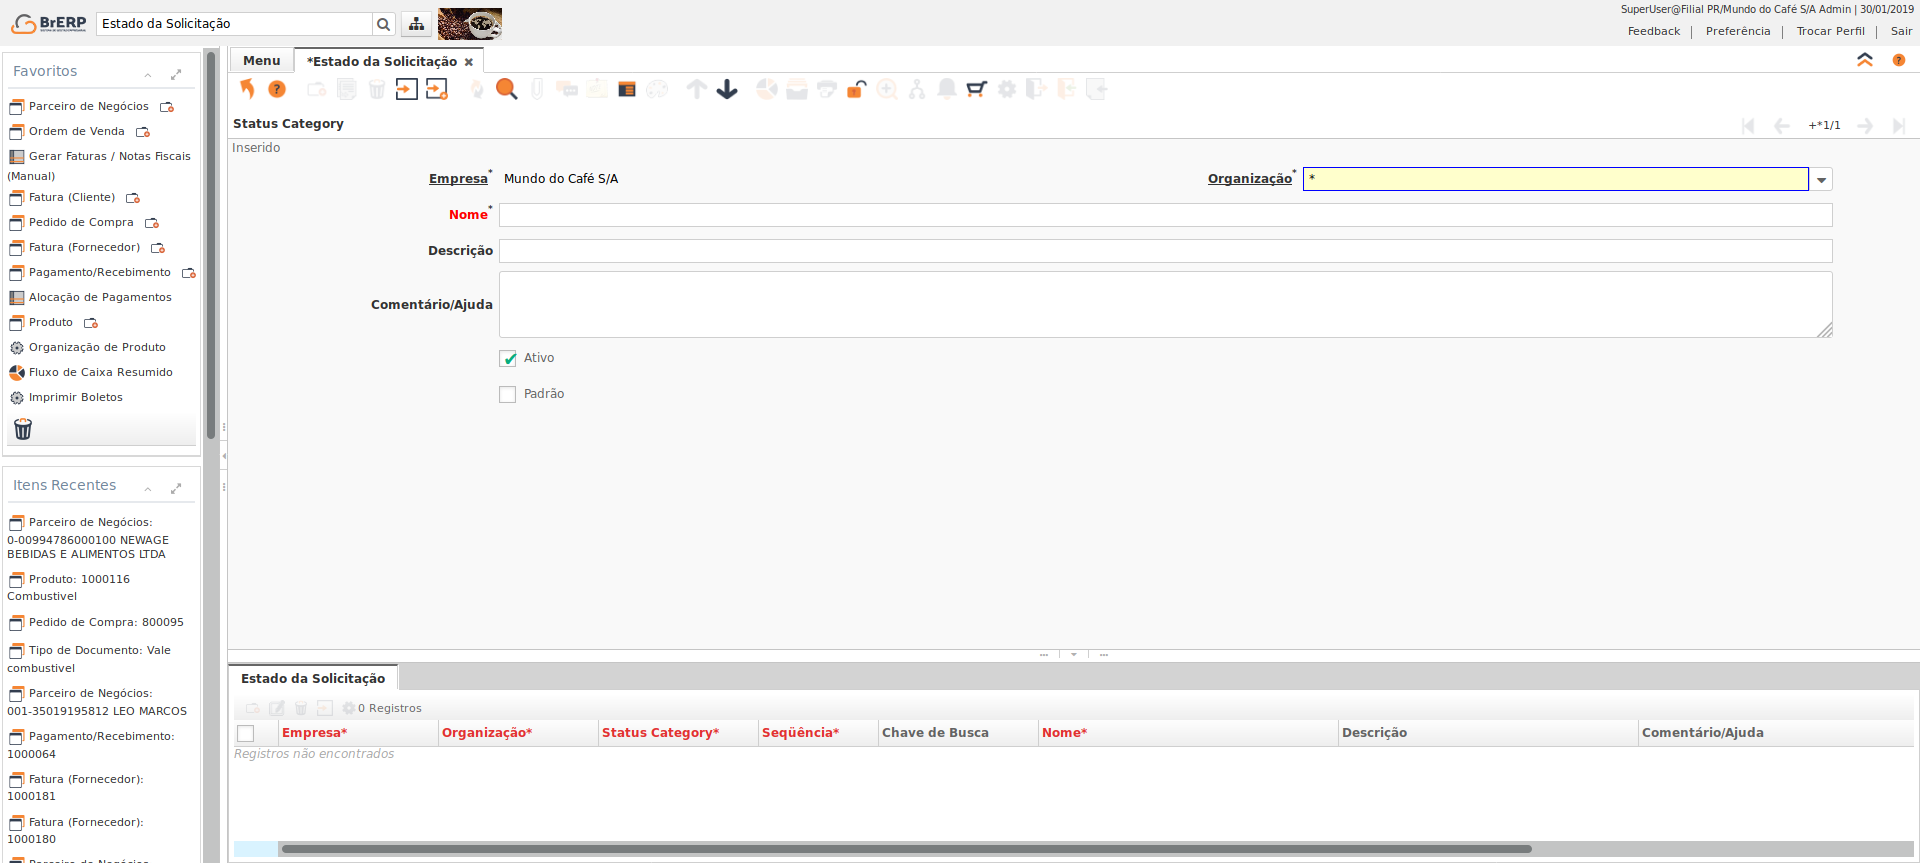 BrERP
Estado da Solicitação
SuperUser@Filial PR/Mundo do Café S/A Admin | 30/01/2019
Feedback | Preferência | Trocar Perfil | Sair
Favoritos
Parceiro de Negócios
Ordem de Venda
Gerar Faturas / Notas Fiscais
(Manual)
Fatura (Cliente)
Pedido de Compra
Fatura (Fornecedor)
Pagamento/Recebimento
Alocação de Pagamentos
Produto
Organização de Produto
Fluxo de Caixa Resumido
Imprimir Boletos
Itens Recentes
Parceiro de Negócios:
0-00994786000100 NEWAGE
BEBIDAS E ALIMENTOS LTDA
Produto: 1000116
Combustivel
Pedido de Compra: 800095
Tipo de Documento: Vale
combustivel
Parceiro de Negócios:
001-35019195812 LEO MARCOS
Pagamento/Recebimento:
1000064
Fatura (Fornecedor):
1000181
Fatura (Fornecedor):
1000180
Menu
*Estado da Solicitação
Status Category
+*1/1
Inserido
Empresa* Mundo do Café S/A
Organização* *
Nome*
Descrição
Comentário/Ajuda
Ativo
Padrão
Estado da Solicitação
0 Registros
Empresa* Organização* Status Category* Seqüência* Chave de Busca Nome* Descrição Comentário/Ajuda
Registros não encontrados